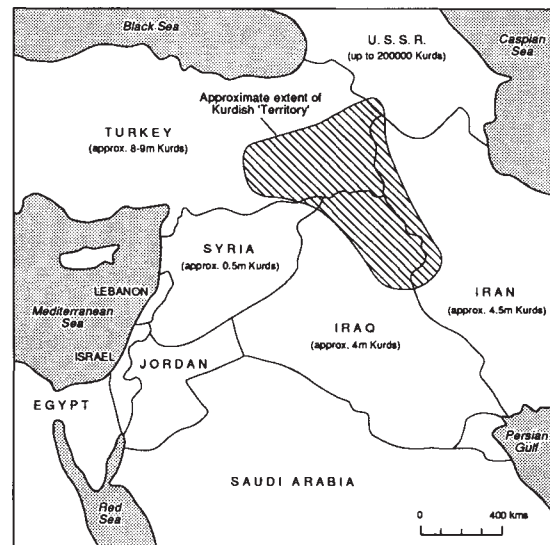 Black Sea
U.S.S.R.
(up to 200000 Kurds)
Caspian
Sea
Approximate extent of
Kurdish 'Territory'
TURKEY
(approx. 8-9m Kurds)
SYRIA
(approx. 0.5m Kurds)
LEBANON
Mediterranean
Sea
IRAN
(approx. 4.5m Kurds)
IRAQ
(approx. 4m Kurds)
ISRAEL
JORDAN
EGYPT
Persian
Gulf
SAUDI ARABIA
Red
Sea
0 400 kms